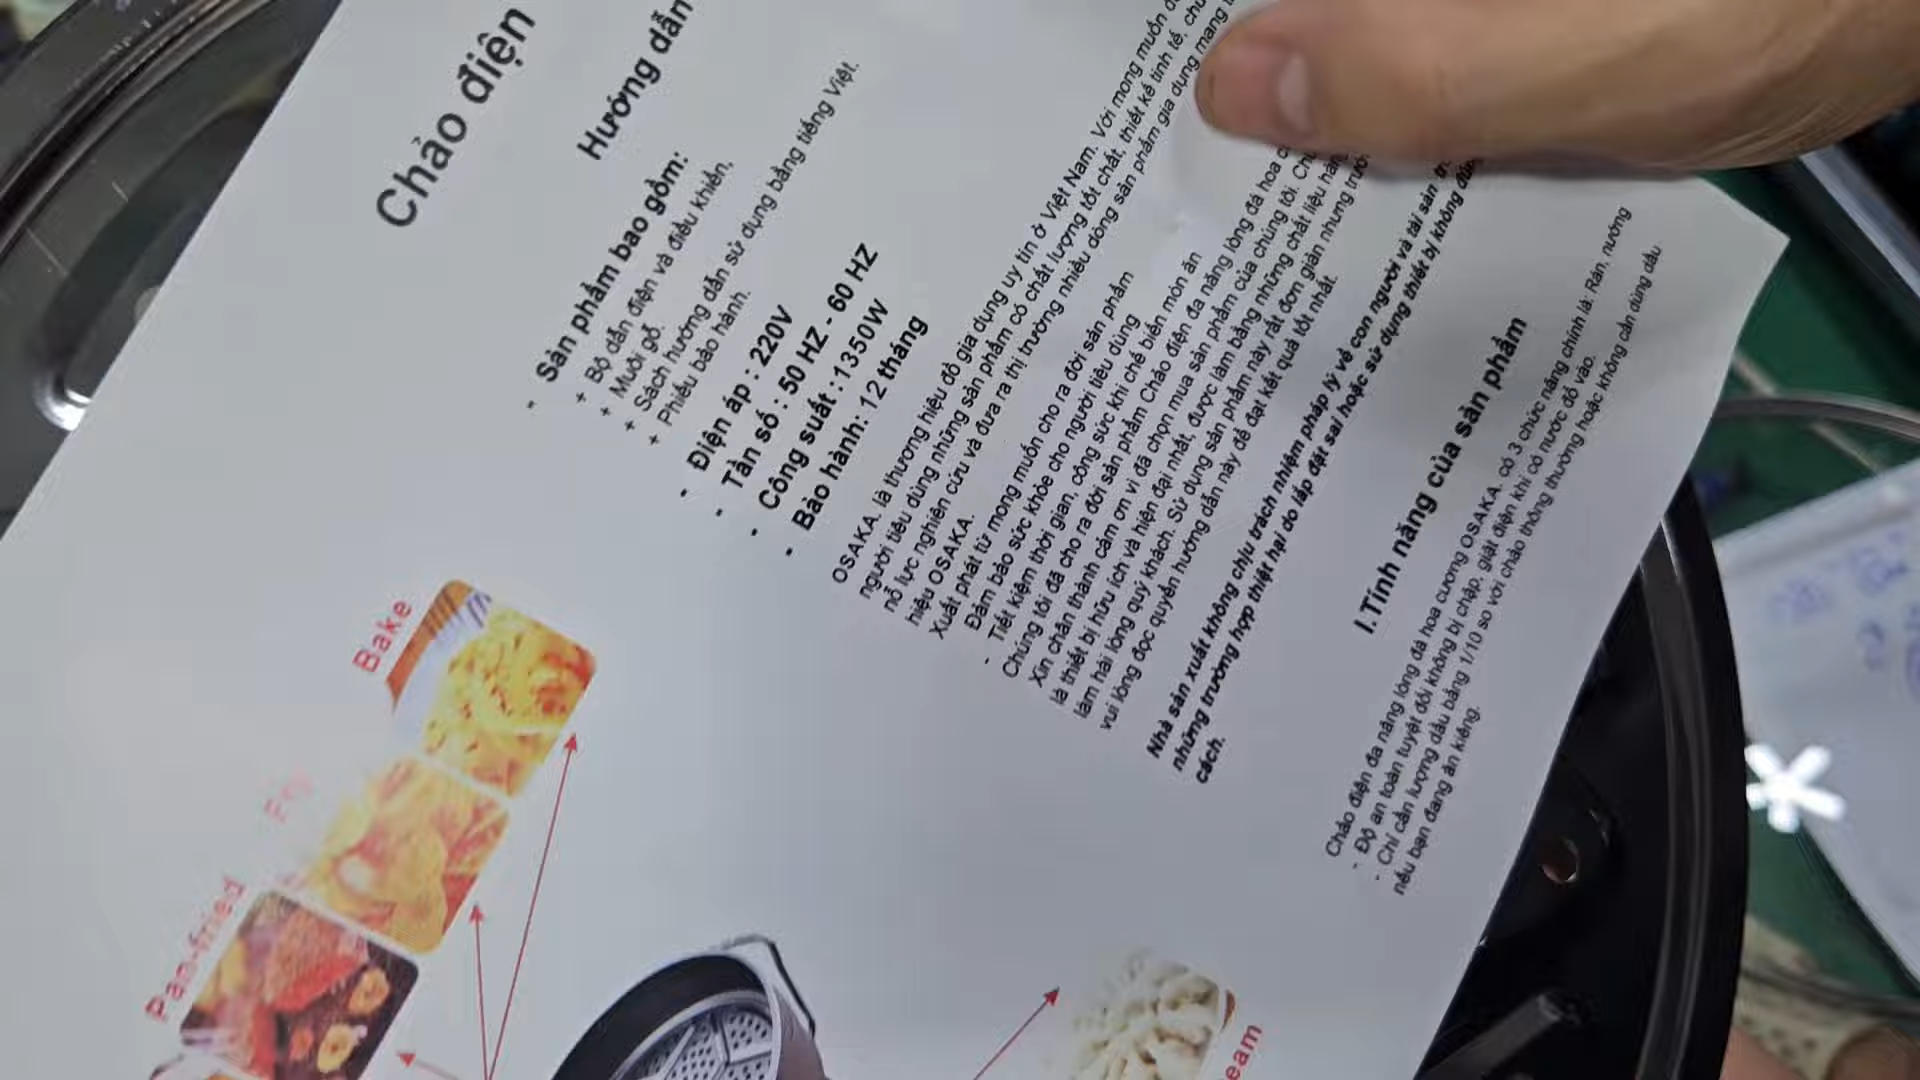 Chảo điện
Hướng dẫn
- Sản phẩm bao gồm:
+ Bộ dẫn điện và điều khiển,
+ Muôi gỗ.
+ Sách hướng dẫn sử dụng bằng tiếng Việt.
+ Phiếu bảo hành.
- Điện áp : 220V
- Tần số : 50 HZ - 60 HZ
- Công suất : 1350W
- Bảo hành: 12 tháng
OSAKA. là thương hiệu đồ gia dụng uy tín ở Việt Nam. Với mong muốn
người tiêu dùng những sản phẩm có chất lượng tốt chất, thiết kế tinh tế,
nỗ lực nghiên cứu và đưa ra thị trường nhiều dòng sản phẩm gia dụng mang
hiệu OSAKA.
Xuất phát từ mong muốn cho ra đời sản phẩm
Đảm bảo sức khỏe cho người tiêu dùng
- Tiết kiệm thời gian, công sức khi chế biến món ăn
Chúng tôi đã cho ra đời sản phẩm Chảo điện đa năng lòng đá hoa
Xin chân thành cảm ơn vì đã chọn mua sản phẩm của chúng tôi.
là thiết bị hữu ích và hiện đại nhất, được làm bằng những chất liệu
làm hài lòng quý khách. Sử dụng sản phẩm này rất đơn giản nhưng
vui lòng đọc quyển hướng dẫn này để đạt kết quả tốt nhất.
Nhà sản xuất không chịu trách nhiệm pháp lý về con người và tài sản
những trường hợp thiệt hại do lắp đặt sai hoặc sử dụng thiết bị không
cách.
I.Tính năng của sản phẩm
Chảo điện đa năng lòng đá hoa cương OSAKA. có 3 chức năng chính là: Rán, nướng
- Độ an toàn tuyệt đối không bị chập, giật điện khi có nước đổ vào.
- Chỉ cần lượng dầu bằng 1/10 so với chảo thông thường hoặc không cần dùng dầu
nếu bạn đang ăn kiêng.
Bake
Fry
Pan-fried
eam